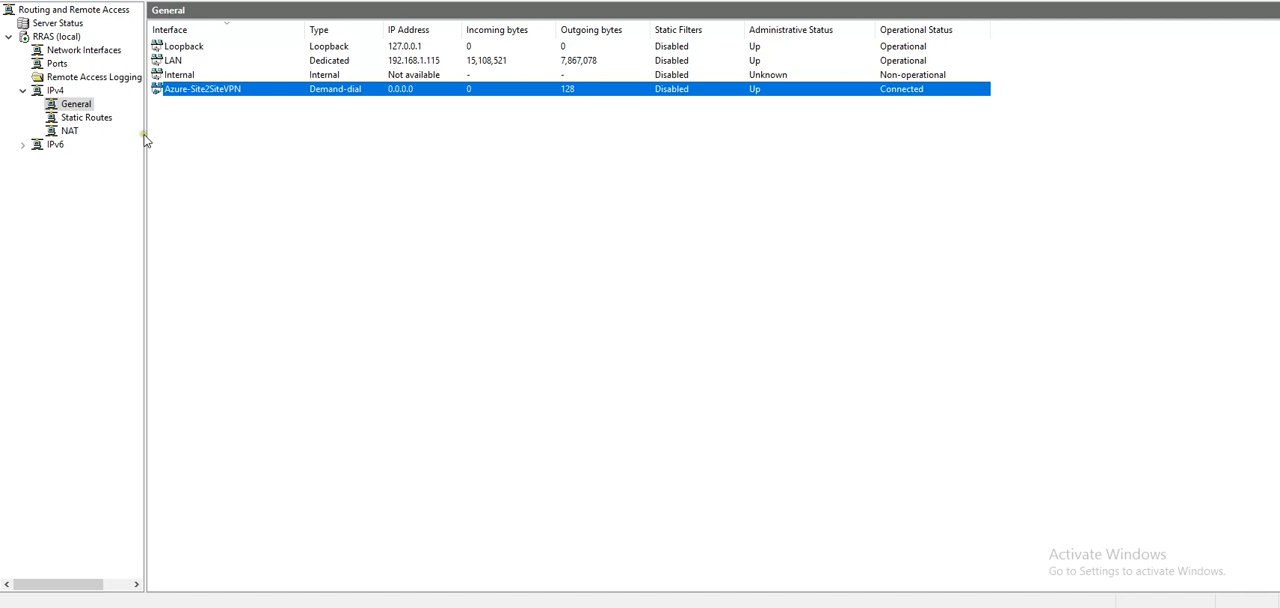 Routing and Remote Access
Server Status
RRAS (local)
Network Interfaces
Ports
Remote Access Logging
IPv4
General
Static Routes
NAT
IPv6
General
Interface Type IP Address Incoming bytes Outgoing bytes Static Filters Administrative Status Operational Status
Loopback Loopback 127.0.0.1 0 0 Disabled Up Operational
LAN Dedicated 192.168.1.115 15,108,521 7,867,078 Disabled Up Operational
Internal Internal Not available - - Disabled Unknown Non-operational
Azure-Site2SiteVPN Demand-dial 0.0.0.0 0 128 Disabled Up Connected
Activate Windows
Go to Settings to activate Windows.